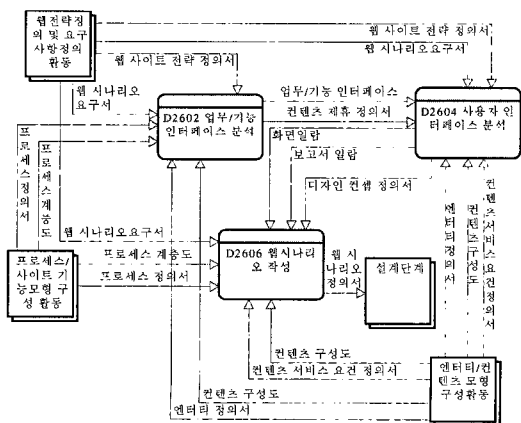 웹전략정
의 및 요구
사항정의
활동
웹 사이트 전략 정의서
웹 시나리오요구서
웹 사이트 전략 정의서
웹 시나리오
요구서
업무/기능 인터페이스
컨텐츠 제휴 정의서
D2602 업무/기능
인터페이스 분석
D2604 사용자 인
터페이스 분석
화면일람
보고서 일람
디자인 컨셉 정의서
프로세스정의서
프로세스계층도
웹 시나리오요구서
프로세스 계층도
프로세스 정의서
프로세스/
사이트 기
능모형 구
성 활동
D2606 웹시나리
오 작성
웹 시
나리오
정의서
설계단계
엔터티정의서
컨텐츠구성도
컨텐츠서비스요건정의서
컨텐츠 구성도
컨텐츠 서비스 요건 정의서
컨텐츠 구성도
엔터티 정의서
엔터티/컨
텐츠 모형
구성활동